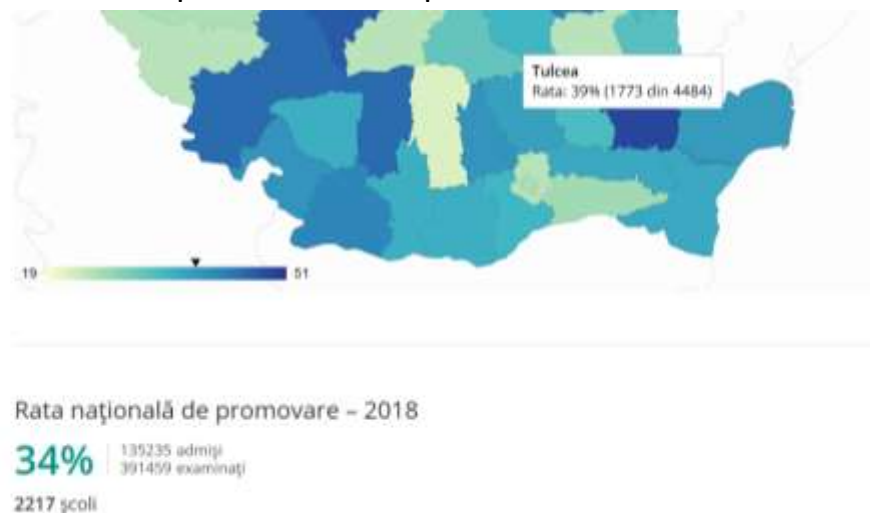 Tulcea
Rata: 39% (1773 din 4484)
19
51
Rata națională de promovare – 2018
34%
135235 admiși
391459 examinați
2217 școli